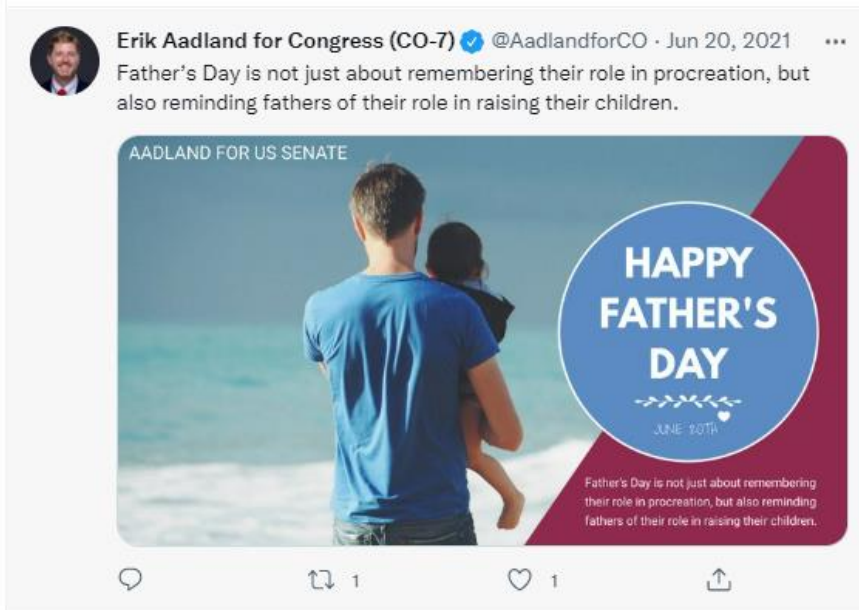 Erik Aadland for Congress (CO-7) @AadlandforCO · Jun 20, 2021
Father's Day is not just about remembering their role in procreation, but
also reminding fathers of their role in raising their children.
AADLAND FOR US SENATE
HAPPY
FATHER'S
DAY
JUNE 20TH
Father's Day is not just about remembering
their role in procreation, but also reminding
fathers of their role in raising their children.
1
1